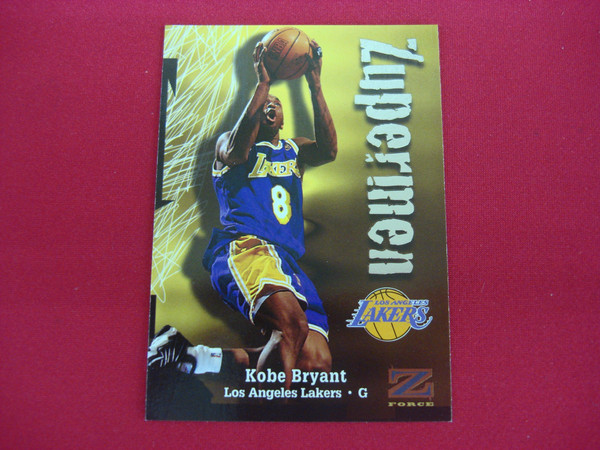 Zupermen
LAKERS
8
LOS ANGELES
LAKERS
Kobe Bryant
Los Angeles Lakers • G
Z
FORCE